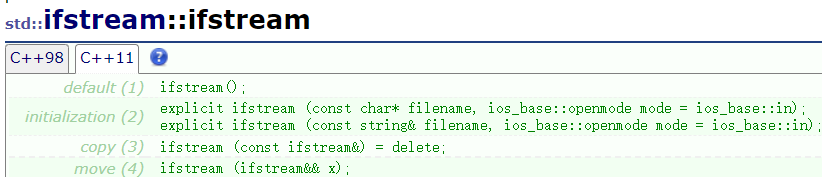 std::ifstream::ifstream
C++98 C++11 ?
default (1) ifstream();
initialization (2) explicit ifstream (const char* filename, ios_base::openmode mode = ios_base::in);
explicit ifstream (const string& filename, ios_base::openmode mode = ios_base::in);
copy (3) ifstream (const ifstream&) = delete;
move (4) ifstream (ifstream&& x);